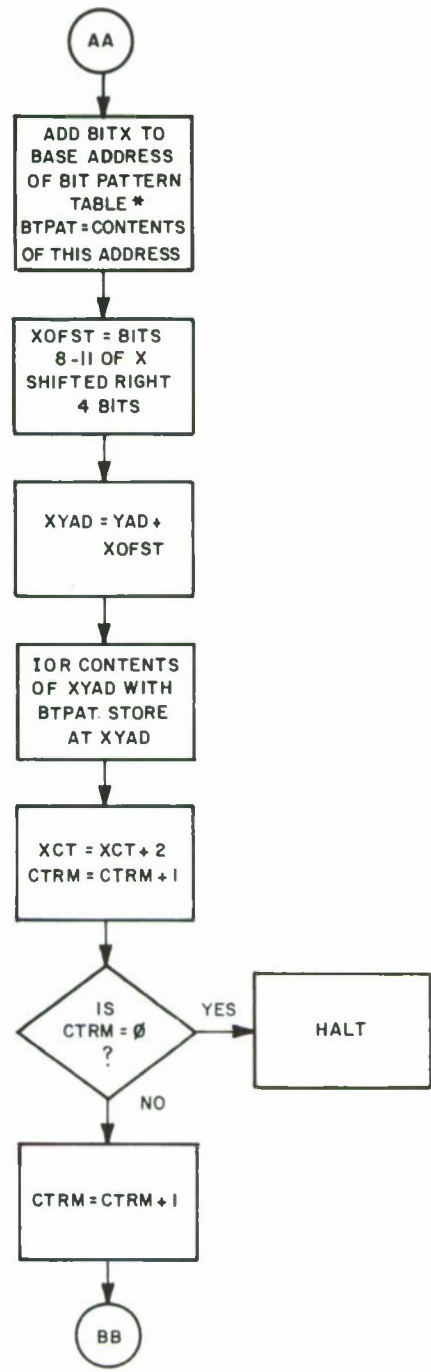 AA
ADD BITX TO
BASE ADDRESS
OF BIT PATTERN
TABLE *
BTPAT = CONTENTS
OF THIS ADDRESS
XOFST = BITS
8-11 OF X
SHIFTED RIGHT
4 BITS
XYAD = YAD +
XOFST
IOR CONTENTS
OF XYAD WITH
BTPAT. STORE
AT XYAD
XCT = XCT + 2
CTRM = CTRM + 1
IS
CTRM = Ø
?
YES
HALT
NO
CTRM = CTRM + 1
BB